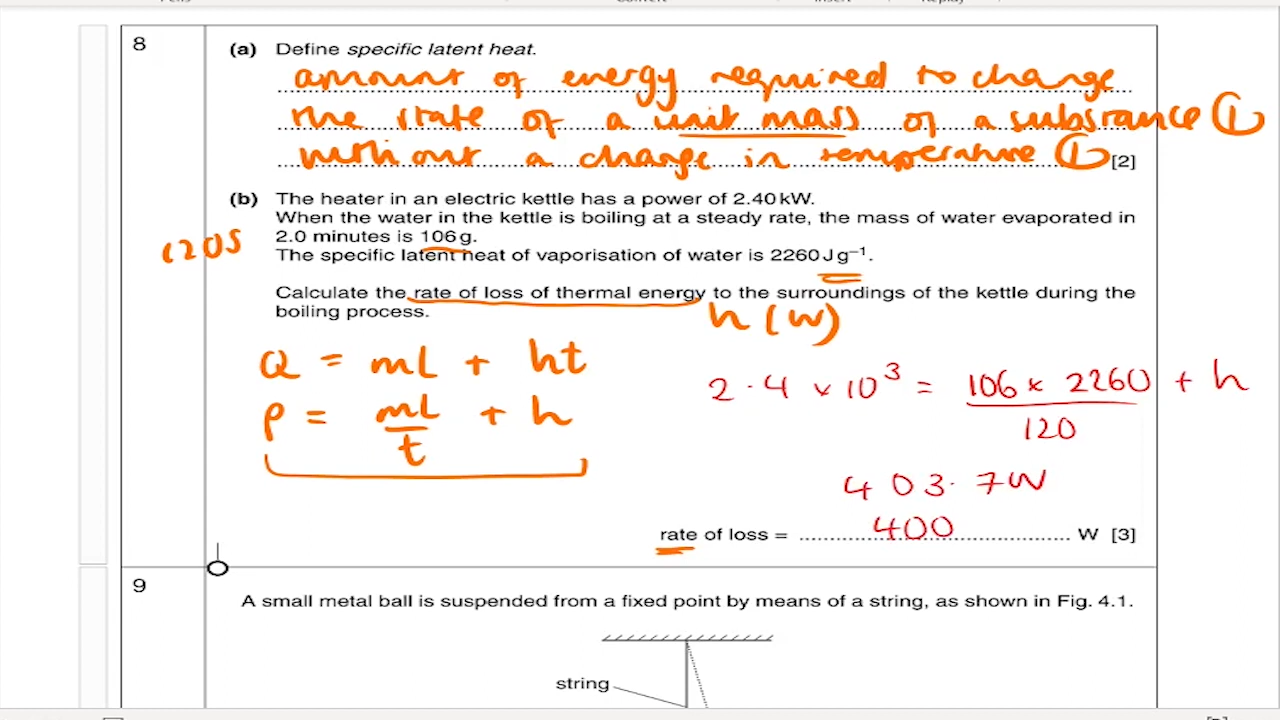 8
(a) Define specific latent heat.
amount of energy required to change
the state of a unit mass of a substance ①
without a change in temperature ① [2]
(b) The heater in an electric kettle has a power of 2.40 kW.
When the water in the kettle is boiling at a steady rate, the mass of water evaporated in
2.0 minutes is 106 g.
120s
The specific latent heat of vaporisation of water is 2260 J g⁻¹.
Calculate the rate of loss of thermal energy to the surroundings of the kettle during the
boiling process.
h (W)
Q = ml + ht
P = ml/t + h
2.4 × 10³ = 106 × 2260 / 120 + h
403.7W
400
rate of loss = ........ W [3]
9
A small metal ball is suspended from a fixed point by means of a string, as shown in Fig. 4.1.
string